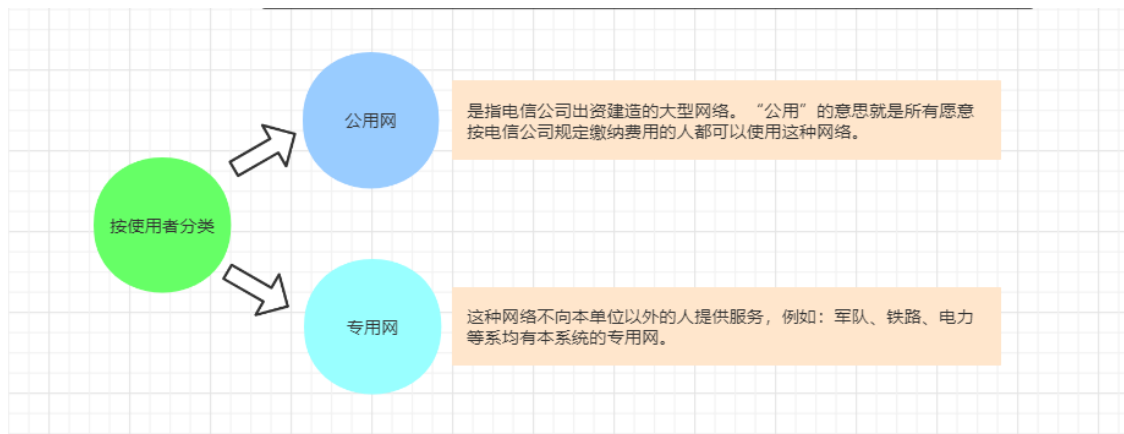 公用网
是指电信公司出资建造的大型网络。“公用”的意思就是所有愿意
按电信公司规定缴纳费用的人都可以使用这种网络。
按使用者分类
专用网
这种网络不向本单位以外的人提供服务，例如：军队、铁路、电力
等系均有本系统的专用网。